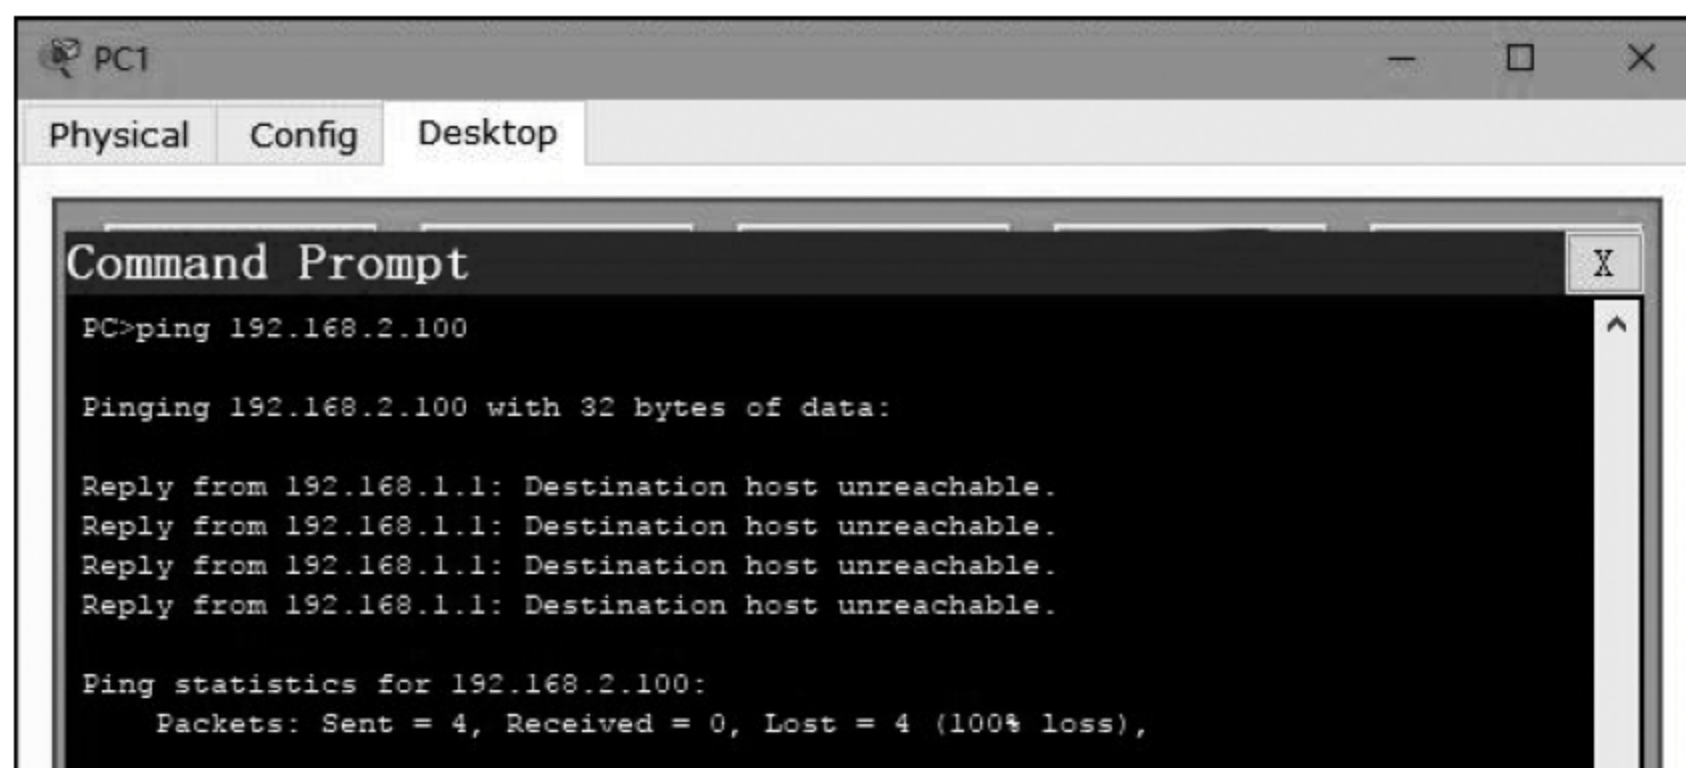 PC1
Physical Config Desktop
Command Prompt X
PC>ping 192.168.2.100
Pinging 192.168.2.100 with 32 bytes of data:
Reply from 192.168.1.1: Destination host unreachable.
Reply from 192.168.1.1: Destination host unreachable.
Reply from 192.168.1.1: Destination host unreachable.
Reply from 192.168.1.1: Destination host unreachable.
Ping statistics for 192.168.2.100:
Packets: Sent = 4, Received = 0, Lost = 4 (100% loss),